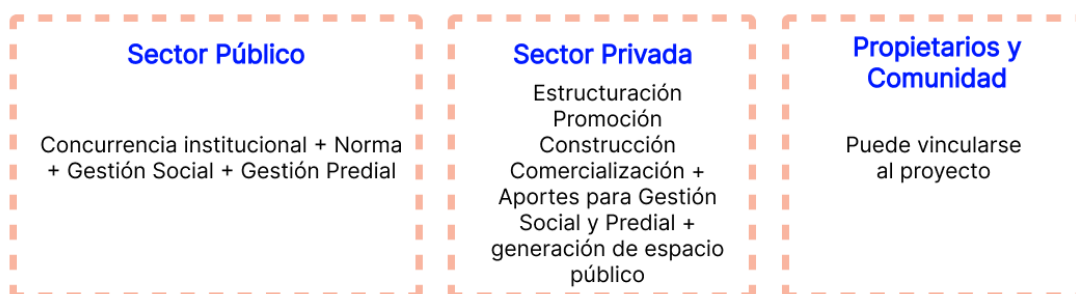 Sector Público
Concurrencia institucional + Norma
+ Gestión Social + Gestión Predial
Sector Privada
Estructuración
Promoción
Construcción
Comercialización +
Aportes para Gestión
Social y Predial +
generación de espacio
público
Propietarios y
Comunidad
Puede vincularse
al proyecto